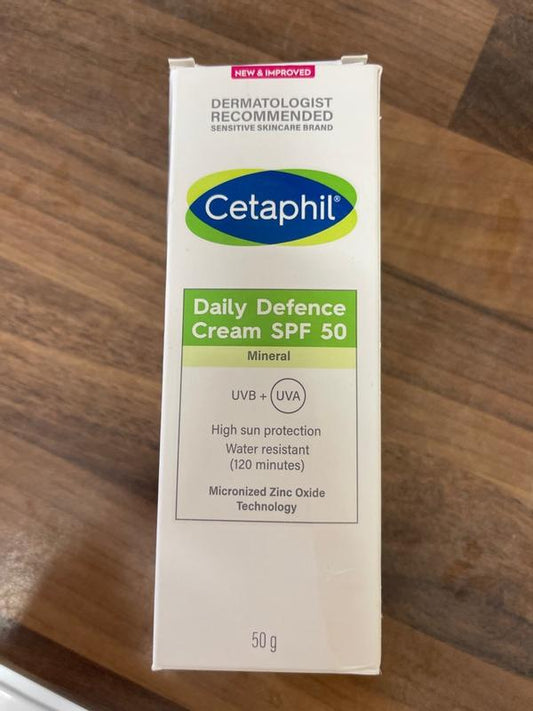 NEW & IMPROVED
DERMATOLOGIST
RECOMMENDED
SENSITIVE SKINCARE BRAND
Cetaphil®
Daily Defence
Cream SPF 50
Mineral
UVB + UVA
High sun protection
Water resistant
(120 minutes)
Micronized Zinc Oxide
Technology
50 g